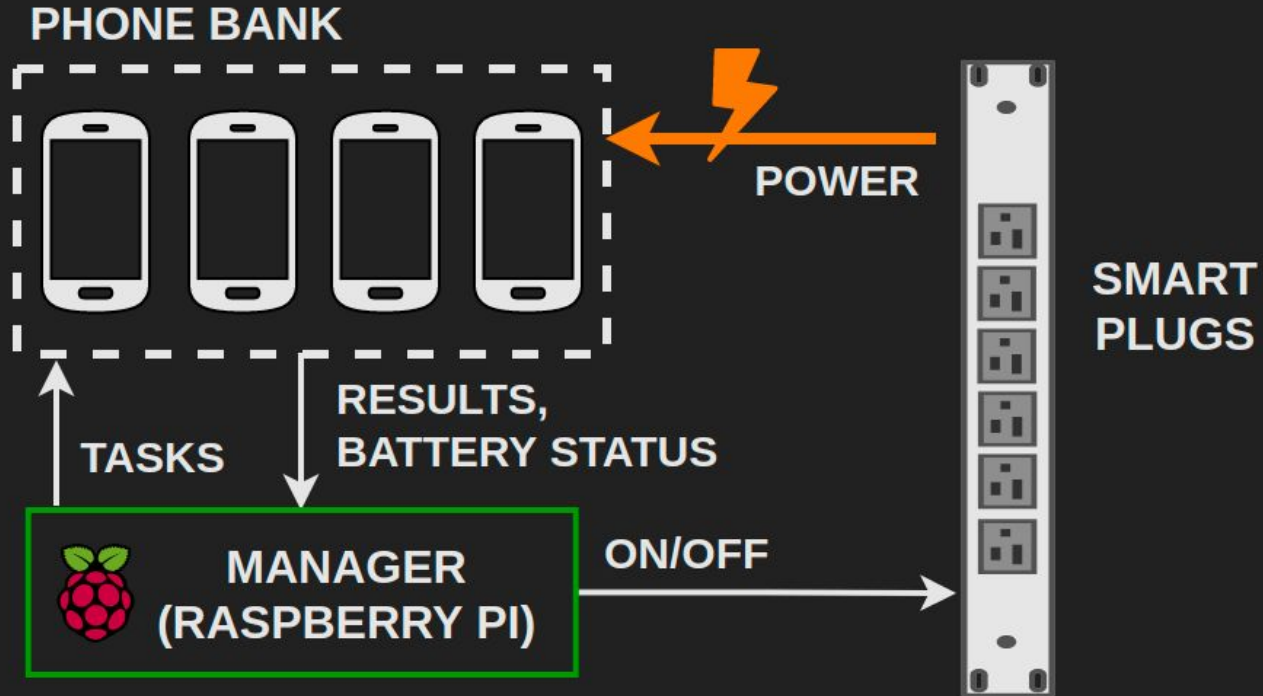 PHONE BANK
POWER
SMART
PLUGS
RESULTS,
BATTERY STATUS
TASKS
ON/OFF
MANAGER
(RASPBERRY PI)